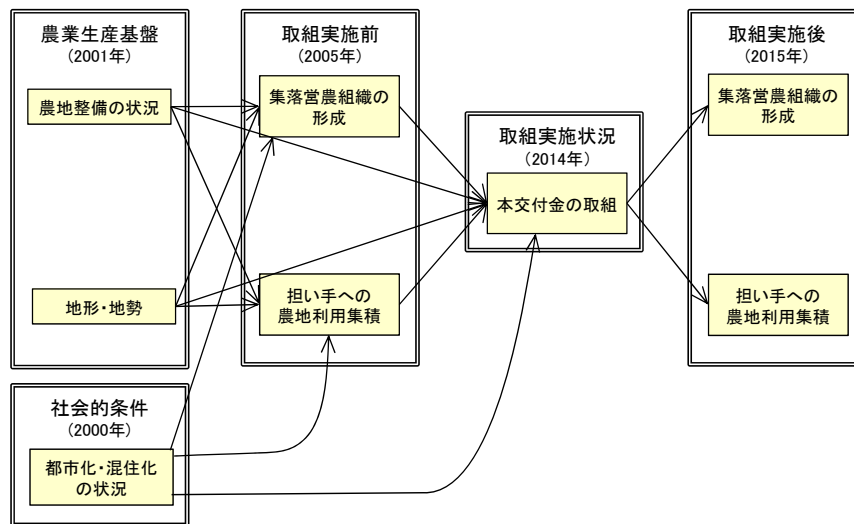 農業生産基盤
(2001年)
農地整備の状況
地形・地勢
社会的条件
(2000年)
都市化・混住化
の状況
取組実施前
(2005年)
集落営農組織の
形成
担い手への
農地利用集積
取組実施状況
(2014年)
本交付金の取組
取組実施後
(2015年)
集落営農組織の
形成
担い手への
農地利用集積